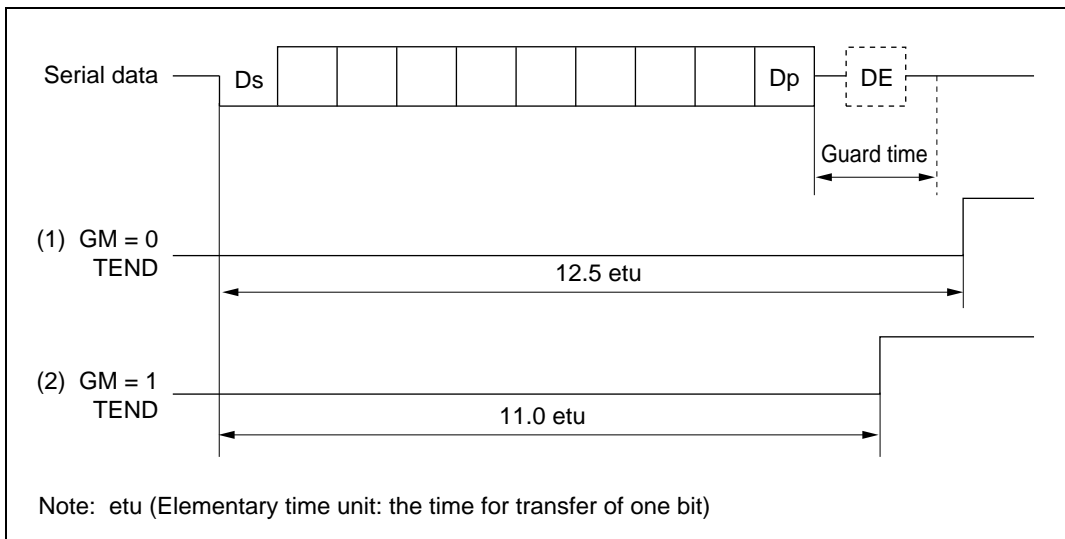 Serial data
Ds
Dp
DE
Guard time
(1) GM = 0
TEND
12.5 etu
(2) GM = 1
TEND
11.0 etu
Note: etu (Elementary time unit: the time for transfer of one bit)